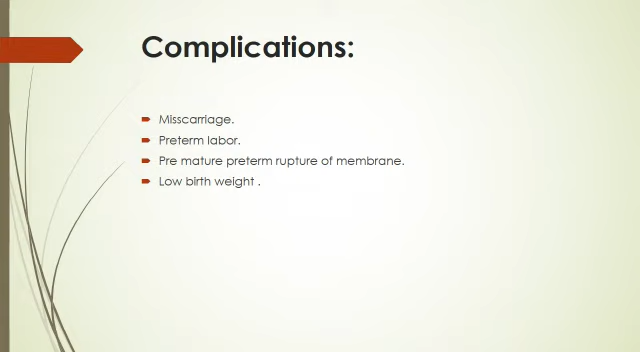 Complications:
Misscarriage.
Preterm labor.
Pre mature preterm rupture of membrane.
Low birth weight .